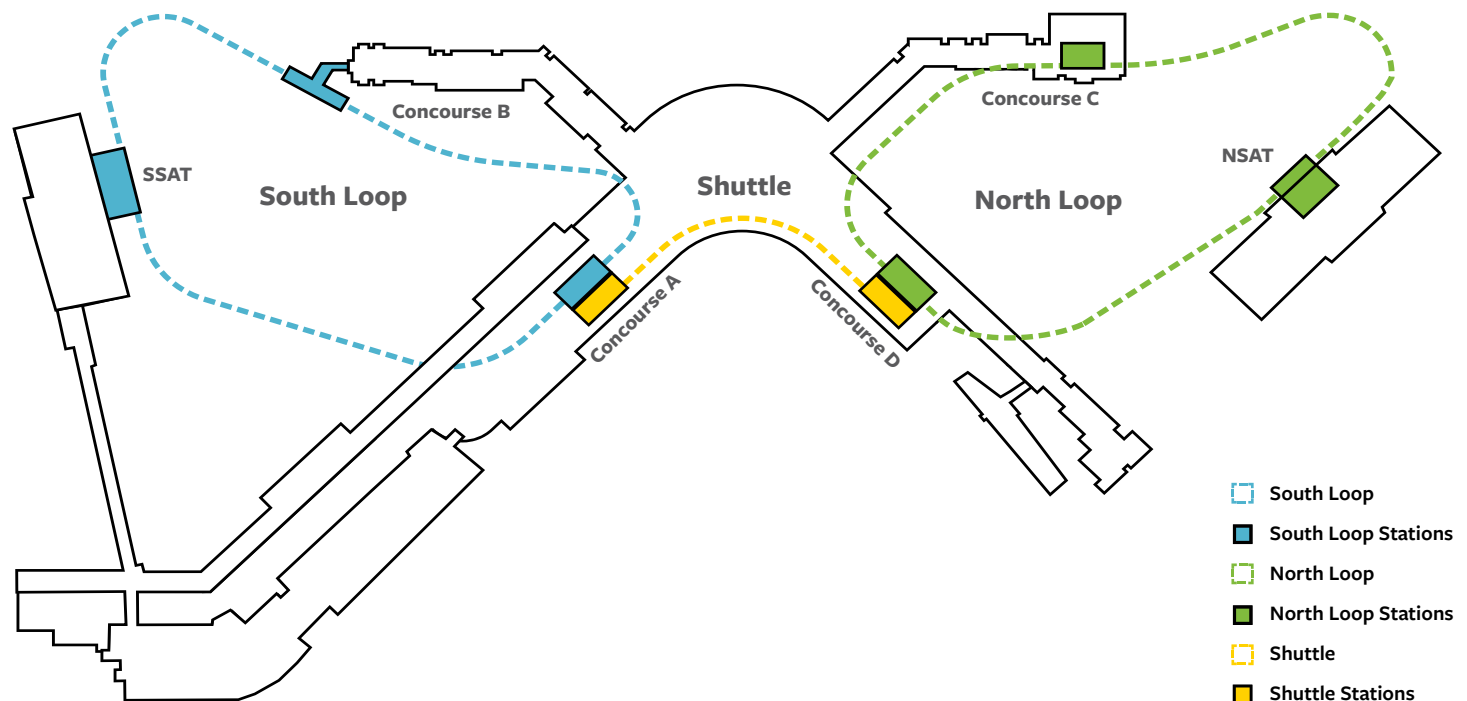 Concourse B
Concourse C
SSAT
South Loop
Shuttle
North Loop
NSAT
Concourse A
Concourse D
South Loop
South Loop Stations
North Loop
North Loop Stations
Shuttle
Shuttle Stations